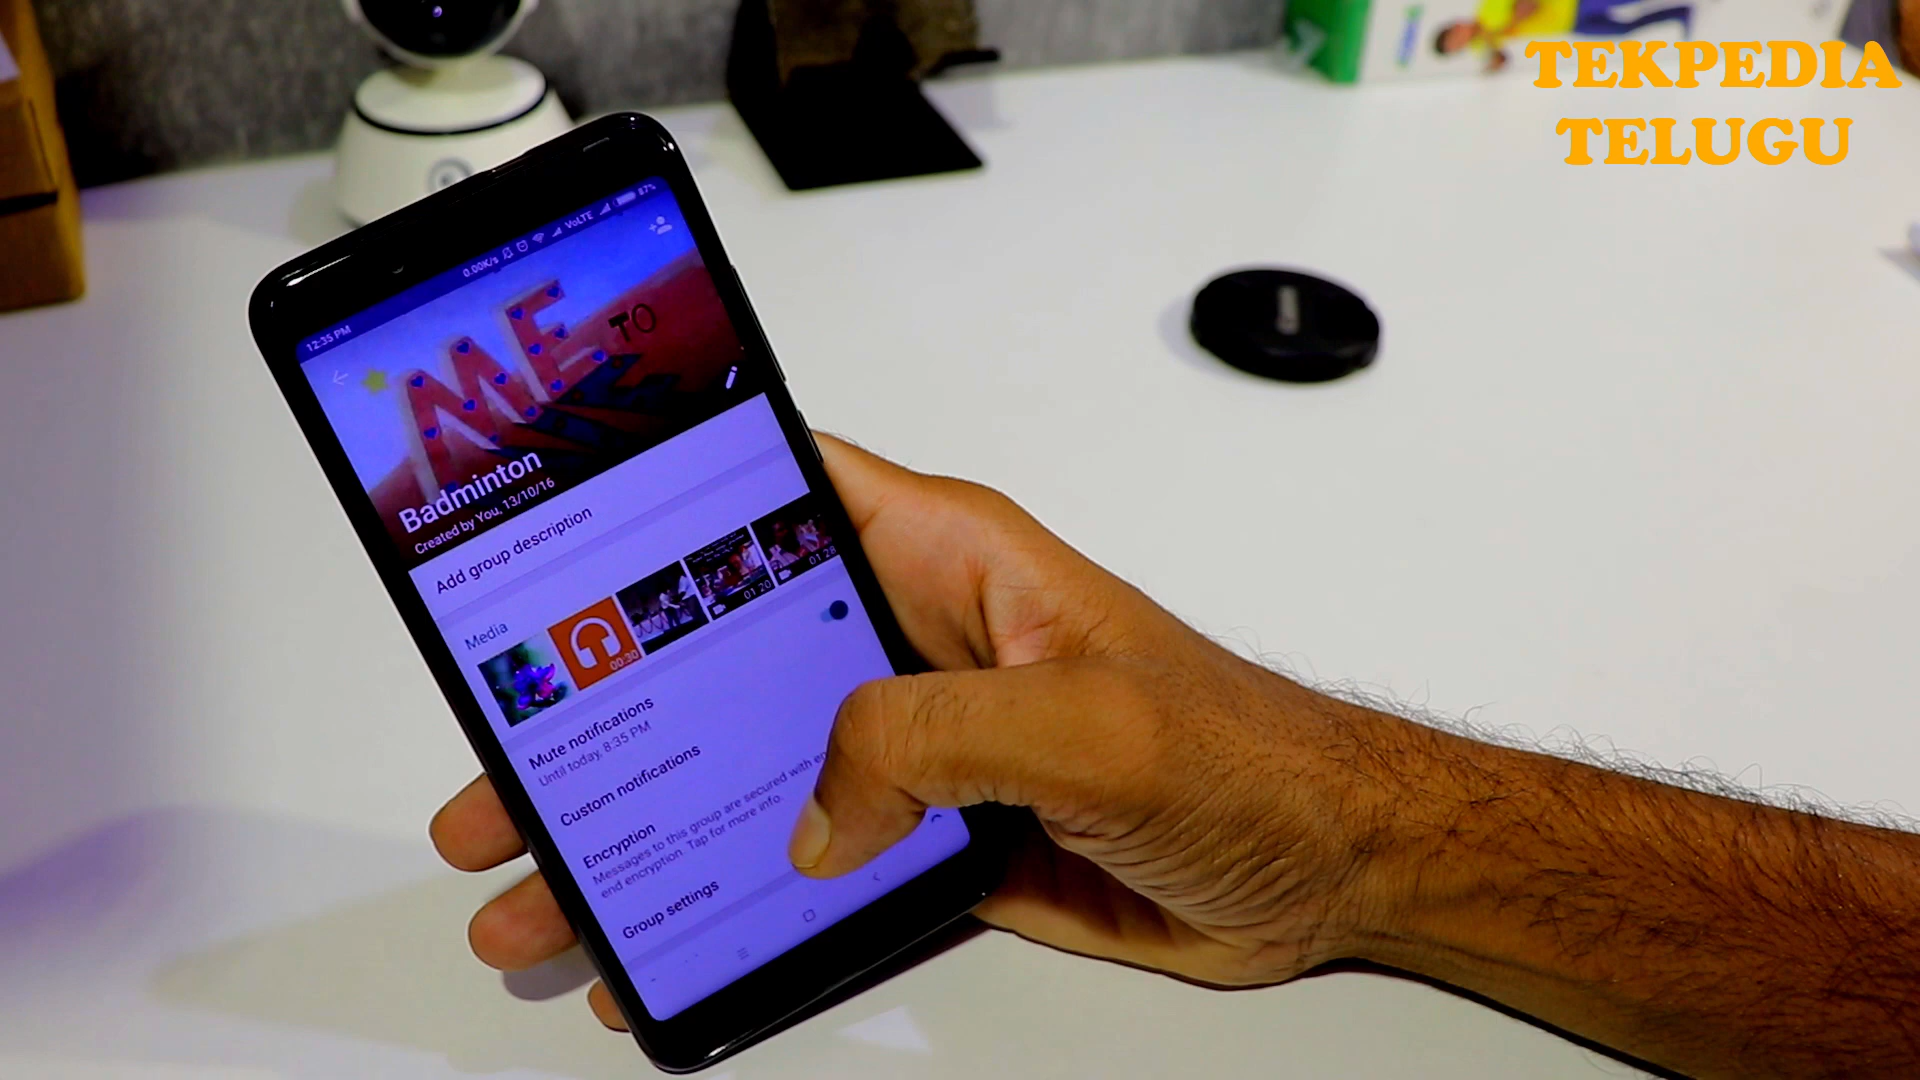 TEKPEDIA
TELUGU
12:35 PM
0.00K/s VoLTE 87%
ME TO
Badminton
Created by You, 13/10/16
Add group description
Media
00:30
01:20
01:28
Mute notifications
Until today, 8:35 PM
Custom notifications
Encryption
Messages to this group are secured with
end encryption. Tap for more info.
Group settings